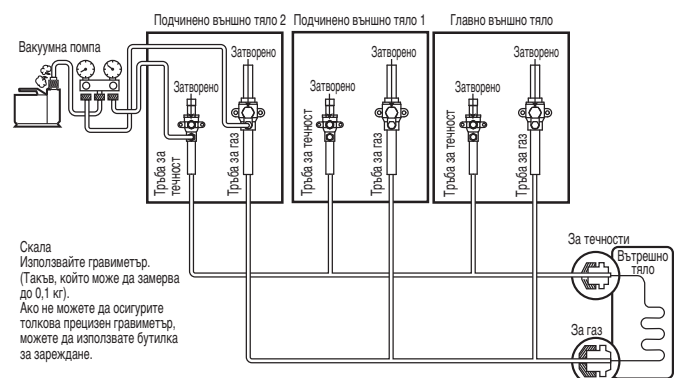 Подчинено външно тяло 2
Подчинено външно тяло 1
Главно външно тяло
Вакуумна помпа
Затворено
Затворено
Затворено
Затворено
Затворено
Затворено
Тръба за
течност
Тръба за газ
Тръба за течност
Тръба за газ
Тръба за течност
Тръба за газ
Скала
Използвайте гравиметър.
(Такъв, който може да замерва
до 0,1 кг).
Ако не можете да осигурите
толкова прецизен гравиметър,
можете да използвате бутилка
за зареждане.
За течности
Вътрешно
тяло
За газ